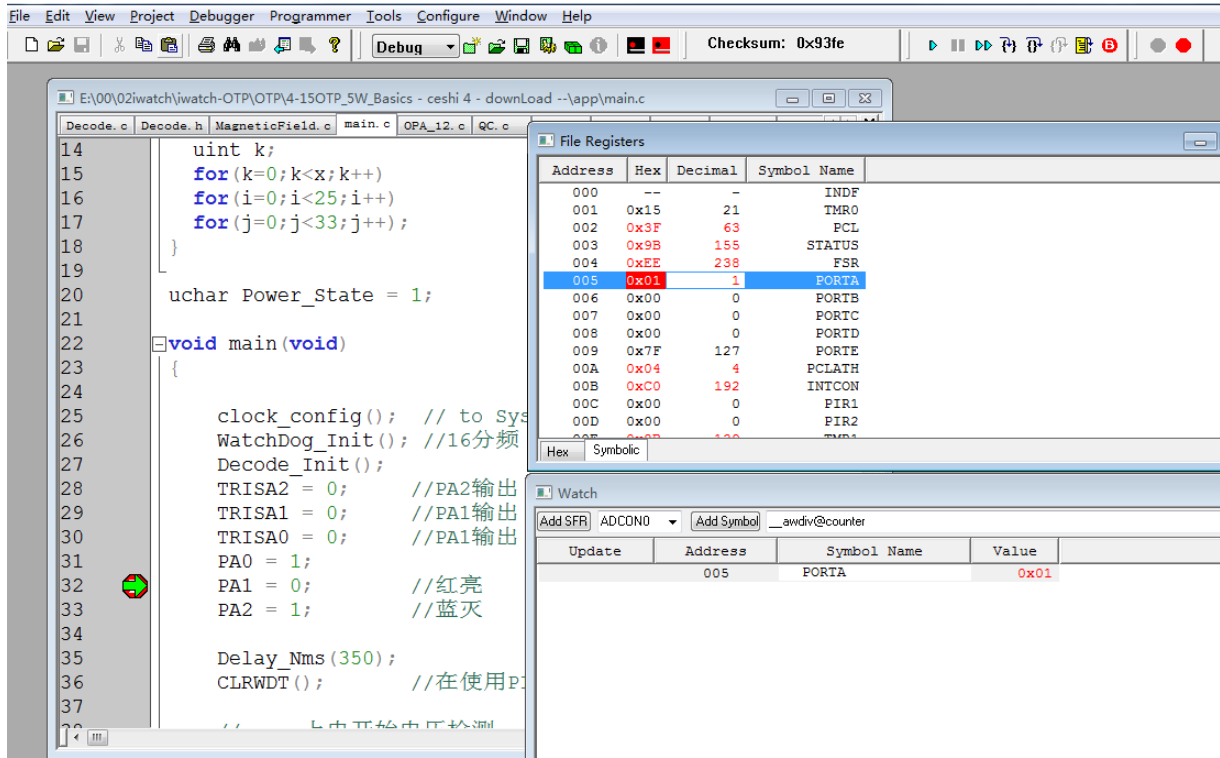 File Edit View Project Debugger Programmer Tools Configure Window Help
Debug Checksum: 0x93fe
E:\00\02iwatch\iwatch-OTP\OTP\4-15OTP_5W_Basics - ceshi 4 - downLoad --\app\main.c
Decode.c Decode.h MagneticField.c main.c OPA_12.c QC.c
14 uint k;
15 for(k=0;k<x;k++)
16 for(i=0;i<25;i++)
17 for(j=0;j<33;j++);
18 }
19
20 uchar Power_State = 1;
21
22 void main(void)
23 {
24
25 clock_config(); // to Sys
26 WatchDog_Init(); //16分频
27 Decode_Init();
28 TRISA2 = 0; //PA2输出
29 TRISA1 = 0; //PA1输出
30 TRISA0 = 0; //PA1输出
31 PA0 = 1;
32 PA1 = 0; //红亮
33 PA2 = 1; //蓝灭
34
35 Delay_Nms(350);
36 CLRWDT(); //在使用P
37
File Registers
Address Hex Decimal Symbol Name
000 -- - INDF
001 0x15 21 TMR0
002 0x3F 63 PCL
003 0x9B 155 STATUS
004 0xEE 238 FSR
005 0x01 1 PORTA
006 0x00 0 PORTB
007 0x00 0 PORTC
008 0x00 0 PORTD
009 0x7F 127 PORTE
00A 0x04 4 PCLATH
00B 0xC0 192 INTCON
00C 0x00 0 PIR1
00D 0x00 0 PIR2
Hex Symbolic
Watch
Add SFR ADCON0 Add Symbol __awdiv@counter
Update Address Symbol Name Value
005 PORTA 0x01